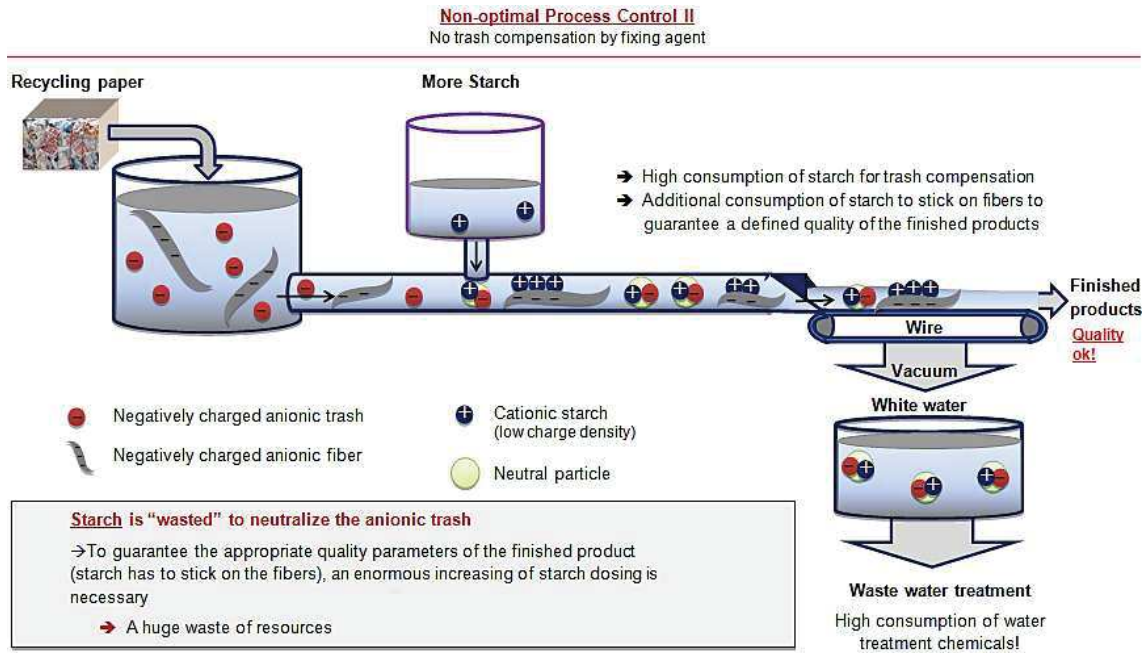 Non-optimal Process Control II
No trash compensation by fixing agent
Recycling paper
More Starch
➔ High consumption of starch for trash compensation
➔ Additional consumption of starch to stick on fibers to
guarantee a defined quality of the finished products
Finished
products
Quality
ok!
Wire
Vacuum
White water
Negatively charged anionic trash
Negatively charged anionic fiber
Cationic starch
(low charge density)
Neutral particle
Starch is “wasted” to neutralize the anionic trash
→To guarantee the appropriate quality parameters of the finished product
(starch has to stick on the fibers), an enormous increasing of starch dosing is
necessary
➔ A huge waste of resources
Waste water treatment
High consumption of water
treatment chemicals!